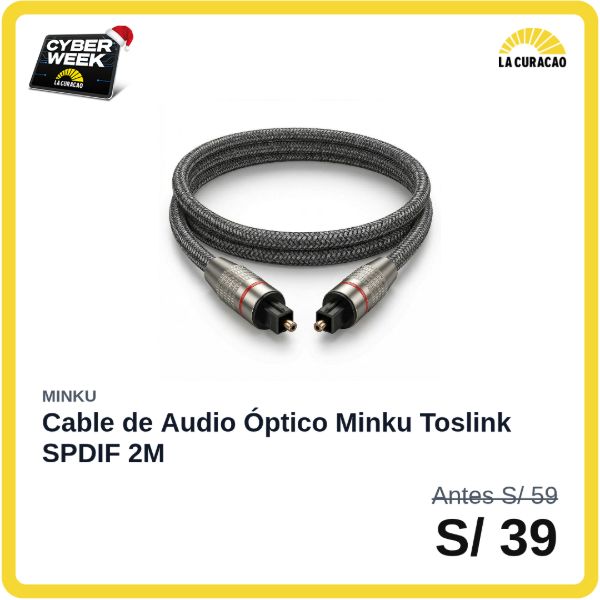 CYBER
WEEK
LA CURACAO
LA CURACAO
MINKU
Cable de Audio Óptico Minku Toslink
SPDIF 2M
Antes S/ 59
S/ 39